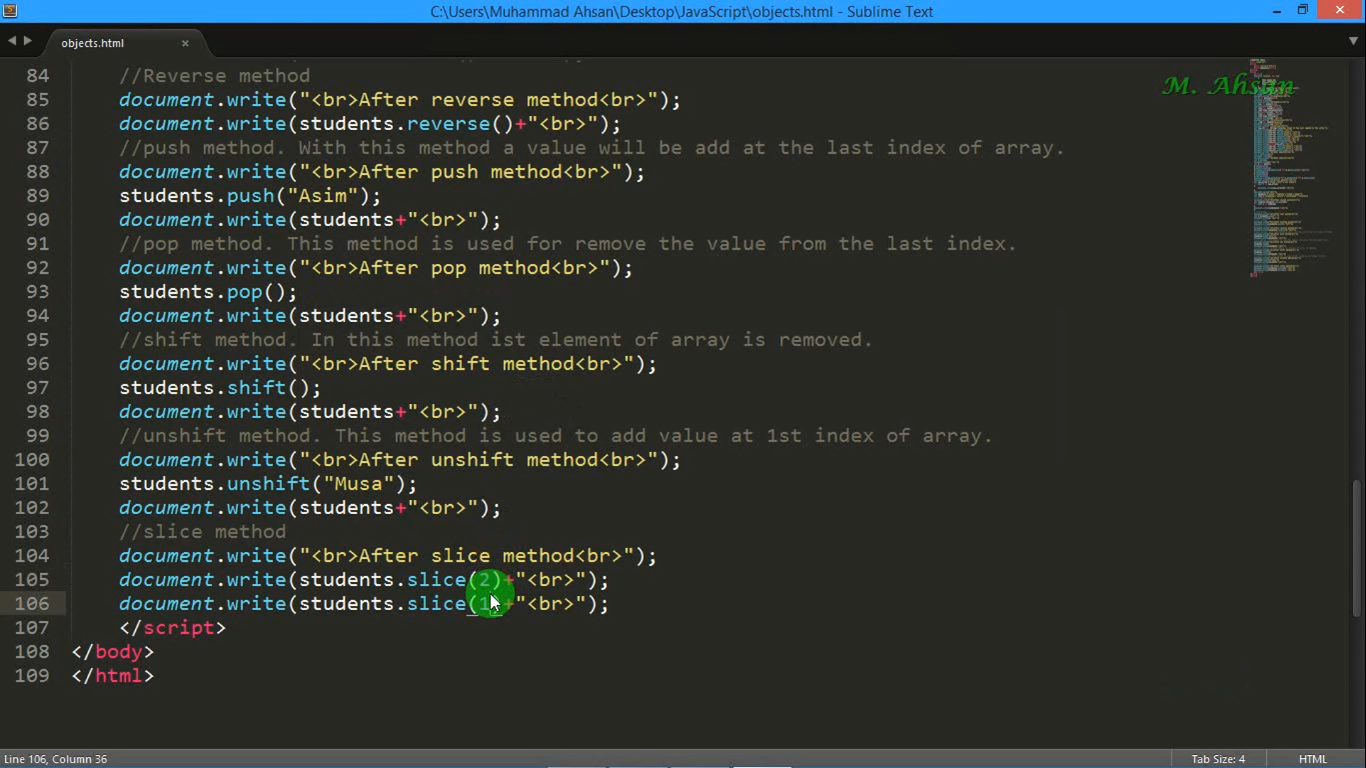 C:\Users\Muhammad Ahsan\Desktop\JavaScript\objects.html - Sublime Text
objects.html
M. Ahsan
84 //Reverse method
85 document.write("<br>After reverse method<br>");
86 document.write(students.reverse()+"<br>");
87 //push method. With this method a value will be add at the last index of array.
88 document.write("<br>After push method<br>");
89 students.push("Asim");
90 document.write(students+"<br>");
91 //pop method. This method is used for remove the value from the last index.
92 document.write("<br>After pop method<br>");
93 students.pop();
94 document.write(students+"<br>");
95 //shift method. In this method ist element of array is removed.
96 document.write("<br>After shift method<br>");
97 students.shift();
98 document.write(students+"<br>");
99 //unshift method. This method is used to add value at 1st index of array.
100 document.write("<br>After unshift method<br>");
101 students.unshift("Musa");
102 document.write(students+"<br>");
103 //slice method
104 document.write("<br>After slice method<br>");
105 document.write(students.slice(2)+"<br>");
106 document.write(students.slice(1)+"<br>");
107 </script>
108 </body>
109 </html>
Line 106, Column 36
Tab Size: 4
HTML